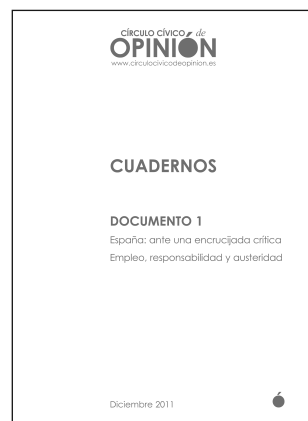 CÍRCULO CÍVICO de
OPINIÓN
www.circulocivicodeopinion.es
CUADERNOS
DOCUMENTO 1
España: ante una encrucijada crítica
Empleo, responsabilidad y austeridad
Diciembre 2011